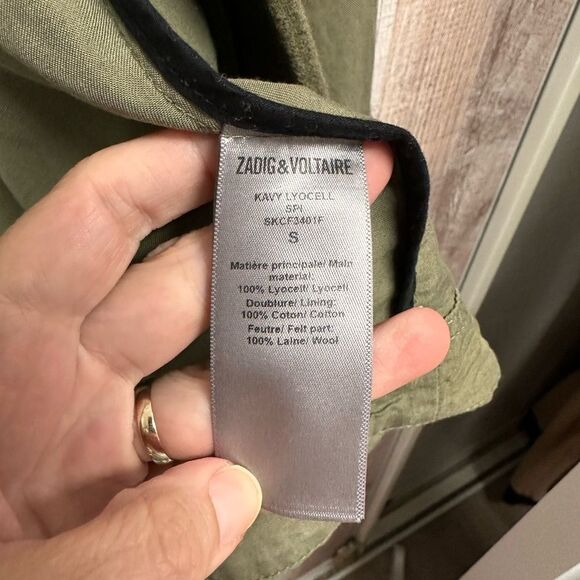 ZADIG&VOLTAIRE
KAVY LYOCELL
SPI
SKCF3401F
S
Matière principale/ Main
material:
100% Lyocell/ Lyocell
Doublure/ Lining:
100% Coton/ Cotton
Feutre/ Felt part:
100% Laine/ Wool